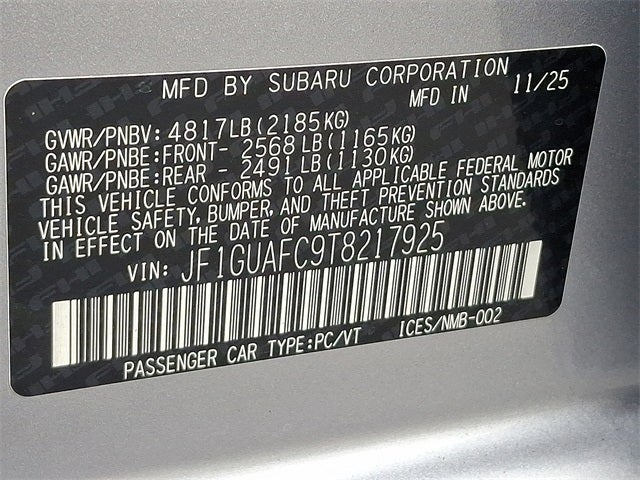 MFD BY SUBARU CORPORATION
MFD IN 11/25
GVWR/PNBV: 4817LB(2185KG)
GAWR/PNBE:FRONT- 2568LB(1165KG)
GAWR/PNBE:REAR - 2491LB(1130KG)
THIS VEHICLE CONFORMS TO ALL APPLICABLE FEDERAL MOTOR
VEHICLE SAFETY, BUMPER, AND THEFT PREVENTION STANDARDS
IN EFFECT ON THE DATE OF MANUFACTURE SHOWN ABOVE.
VIN: JF1GUAFC9T8217925
PASSENGER CAR TYPE:PC/VT ICES/NMB-002